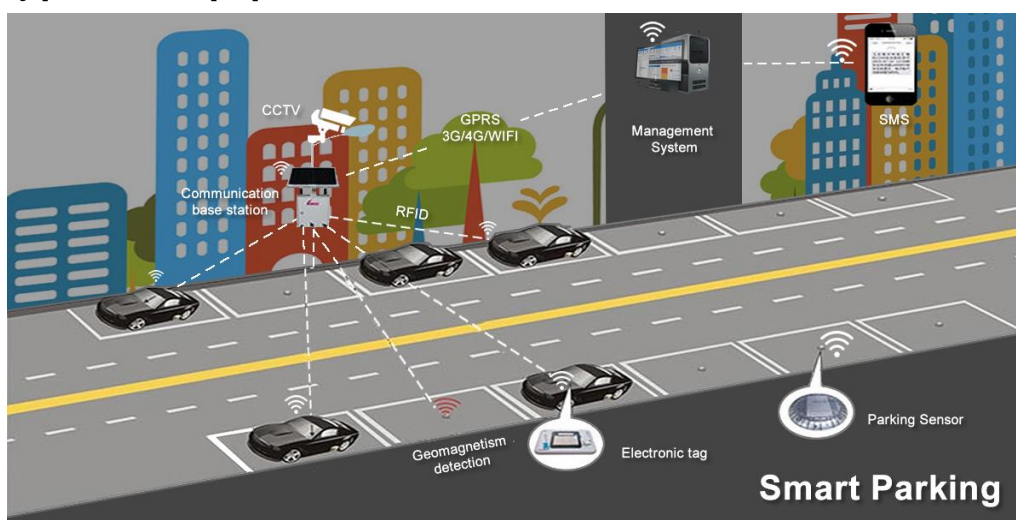 CCTV
GPRS
3G/4G/WIFI
Management
System
SMS
Communication
base station
RFID
Geomagnetism
detection
Electronic tag
Parking Sensor
Smart Parking